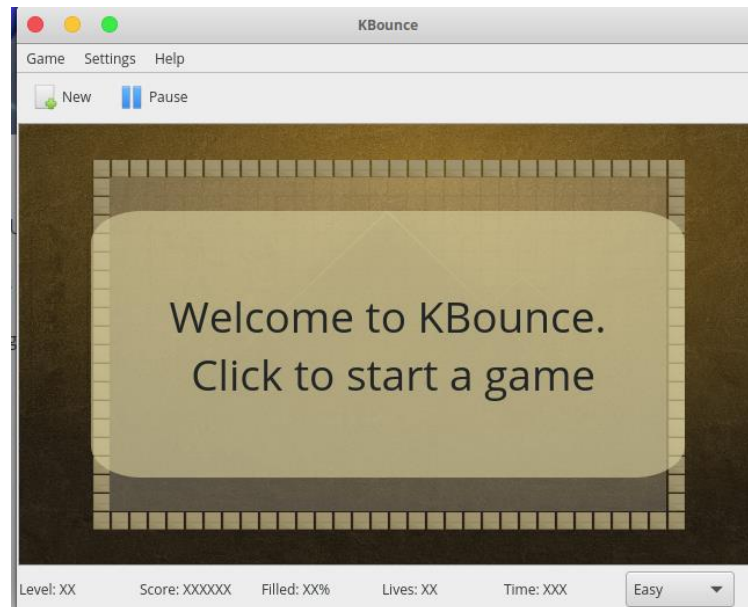 KBounce
Game Settings Help
New Pause
Welcome to KBounce.
Click to start a game
Level: XX Score: XXXXXX Filled: XX% Lives: XX Time: XXX Easy